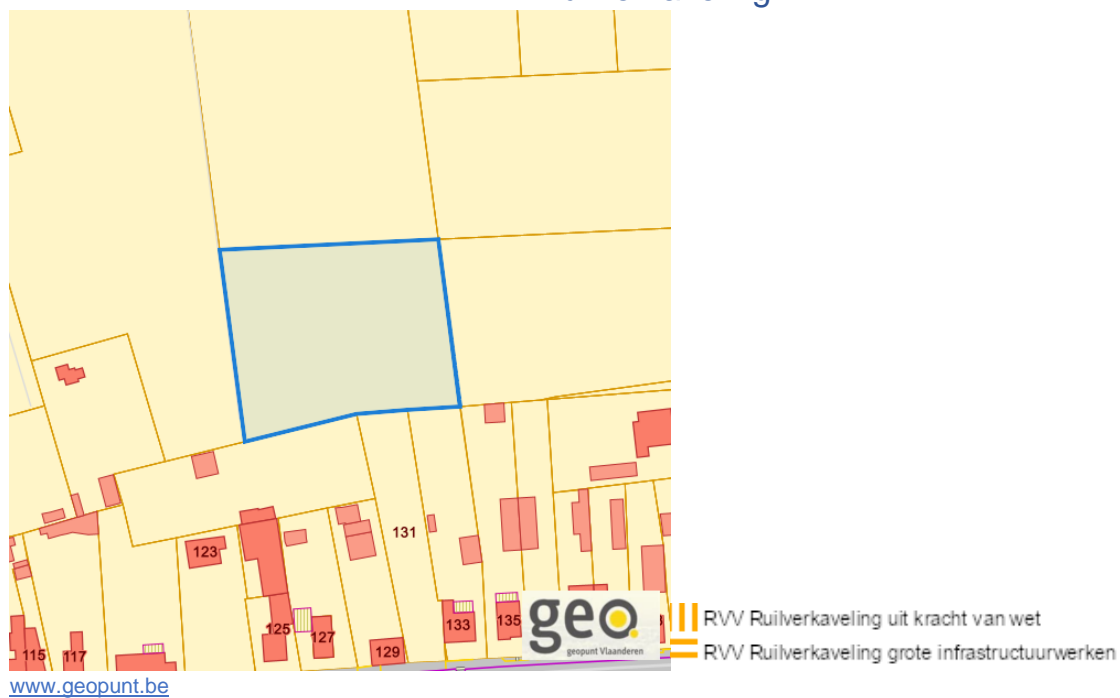 131
123
125
127
133
135
129
115
117
geo
geopunt Vlaanderen
RVV Ruilverkaveling uit kracht van wet
RVV Ruilverkaveling grote infrastructuurwerken
www.geopunt.be